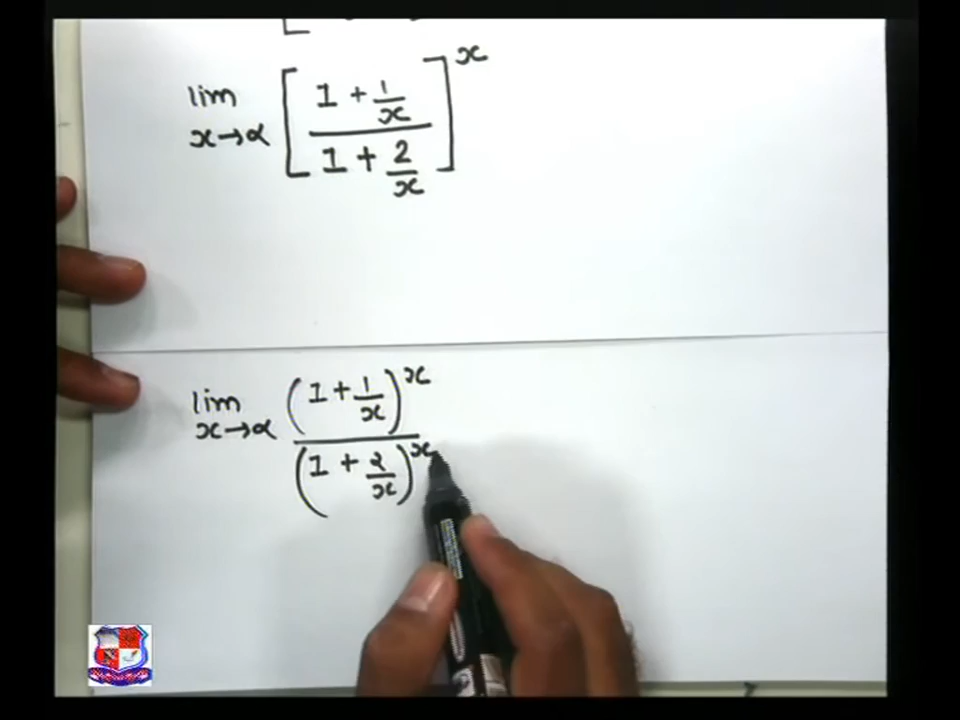 lim x→α [ (1 + 1/x) / (1 + 2/x) ]^x
lim x→α (1 + 1/x)^x / (1 + 2/x)^x